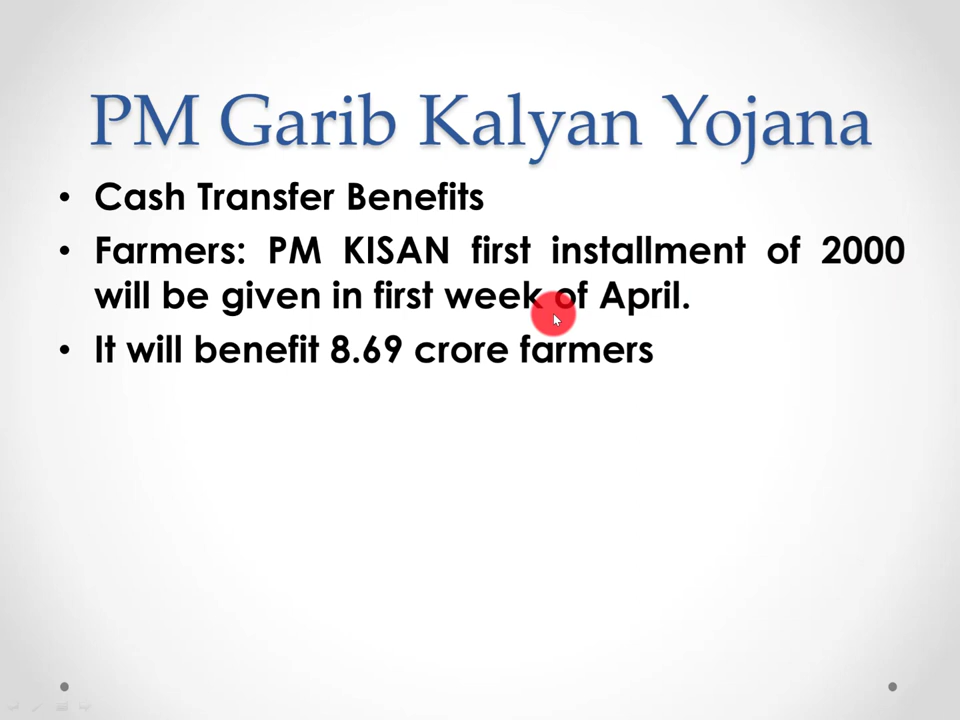 PM Garib Kalyan Yojana
• Cash Transfer Benefits
• Farmers: PM KISAN first installment of 2000
will be given in first week of April.
• It will benefit 8.69 crore farmers